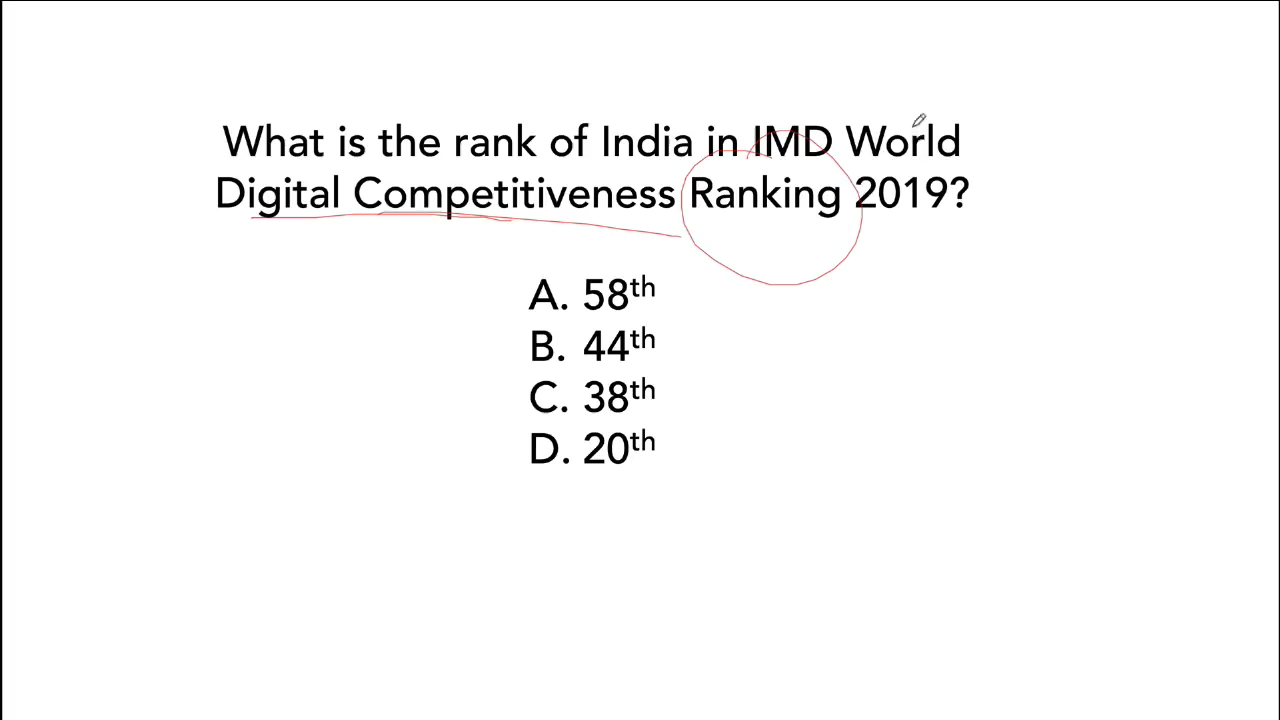 What is the rank of India in IMD World
Digital Competitiveness Ranking 2019?
A. 58th
B. 44th
C. 38th
D. 20th